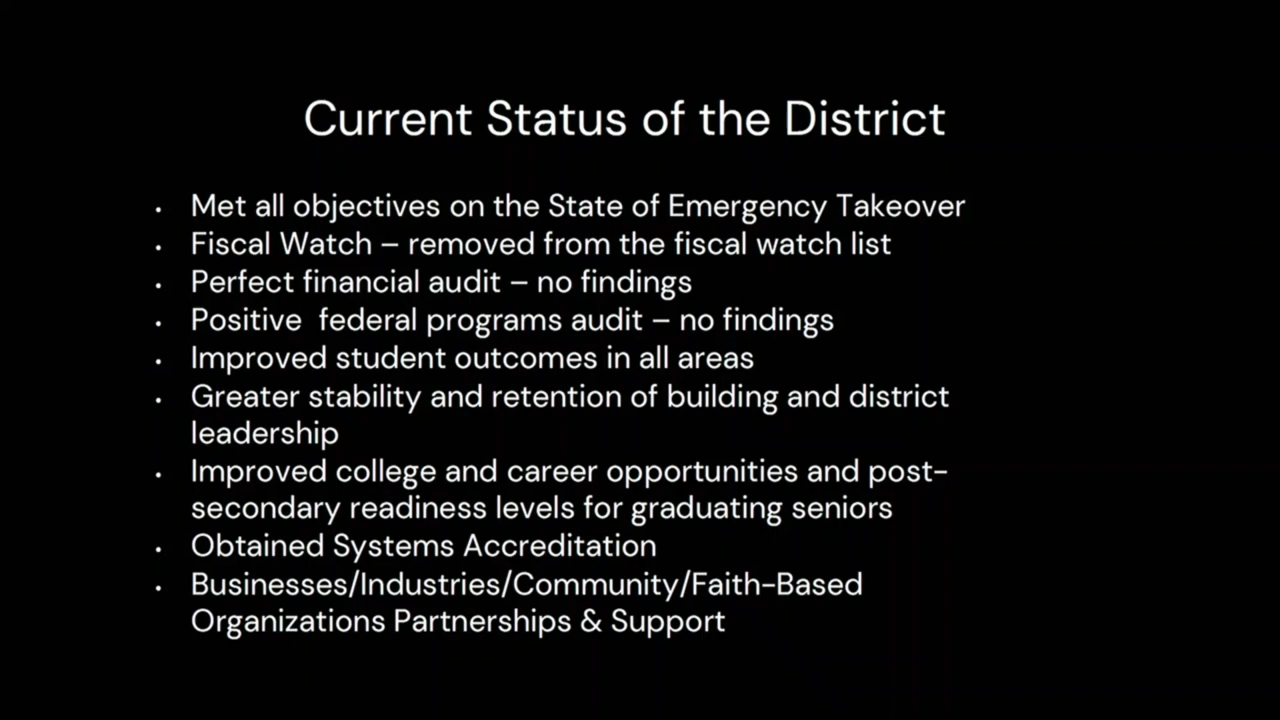 Current Status of the District
• Met all objectives on the State of Emergency Takeover
• Fiscal Watch – removed from the fiscal watch list
• Perfect financial audit – no findings
• Positive  federal programs audit – no findings
• Improved student outcomes in all areas
• Greater stability and retention of building and district
leadership
• Improved college and career opportunities and post-
secondary readiness levels for graduating seniors
• Obtained Systems Accreditation
• Businesses/Industries/Community/Faith-Based
Organizations Partnerships & Support